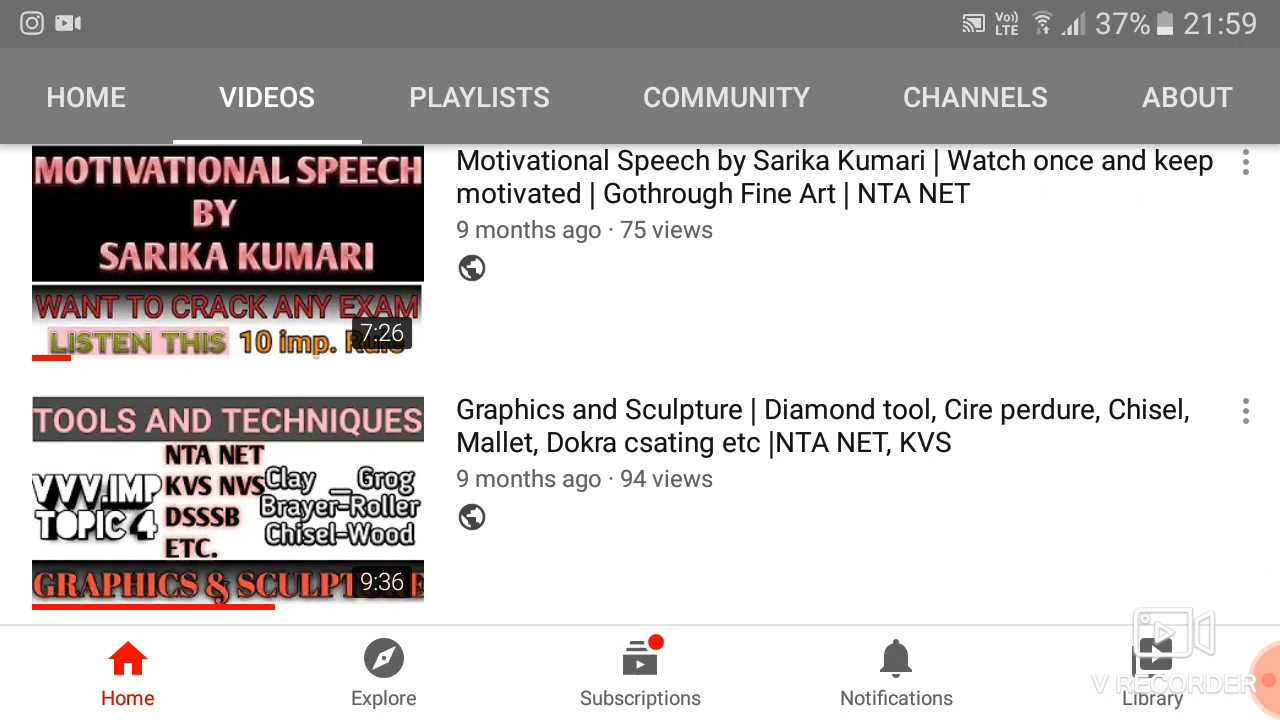 Vo)) LTE 37% 21:59
HOME VIDEOS PLAYLISTS COMMUNITY CHANNELS ABOUT
MOTIVATIONAL SPEECH
BY
SARIKA KUMARI
WANT TO CRACK ANY EXAM
LISTEN THIS 10 imp.
7:26
Motivational Speech by Sarika Kumari | Watch once and keep
motivated | Gothrough Fine Art | NTA NET
9 months ago · 75 views
TOOLS AND TECHNIQUES
VVV.IMP
TOPIC 4
NTA NET
KVS NVS
DSSSB
ETC.
Clay _ Grog
Brayer-Roller
Chisel-Wood
GRAPHICS & SCULPTURE
9:36
Graphics and Sculpture | Diamond tool, Cire perdure, Chisel,
Mallet, Dokra csating etc |NTA NET, KVS
9 months ago · 94 views
Home Explore Subscriptions Notifications Library
V RECORDER